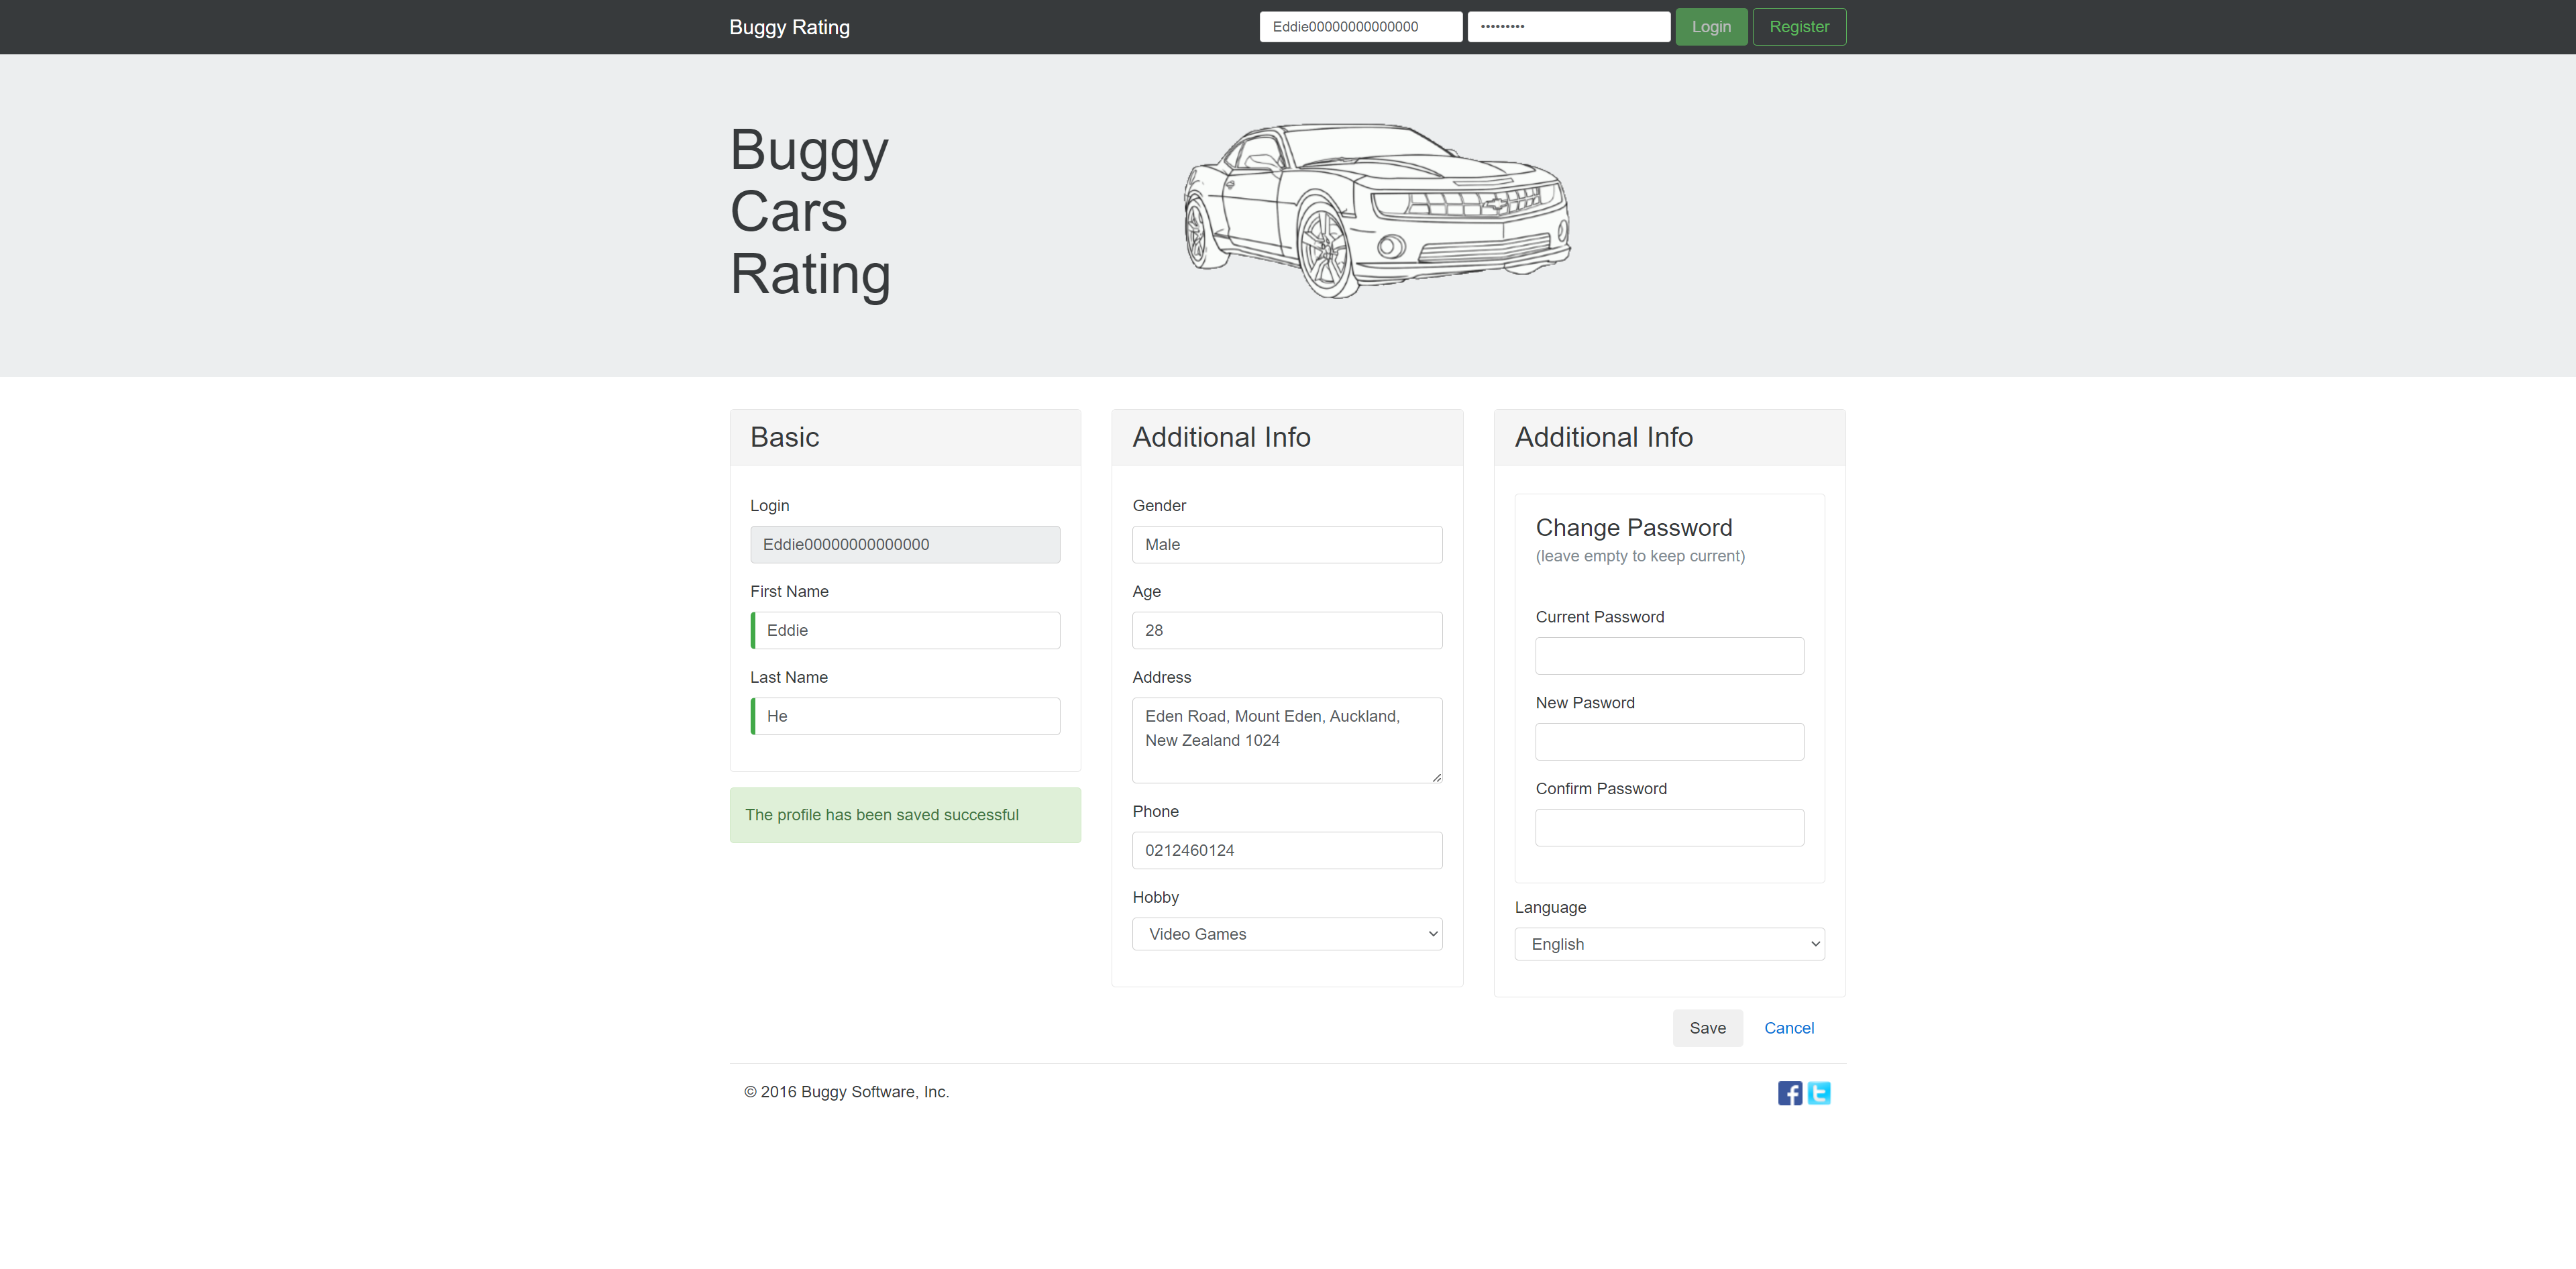 Buggy Rating
Eddie00000000000000
•••••••••
Login
Register
Buggy
Cars
Rating
Basic
Login
Eddie00000000000000
First Name
Eddie
Last Name
He
The profile has been saved successful
Additional Info
Gender
Male
Age
28
Address
Eden Road, Mount Eden, Auckland,
New Zealand 1024
Phone
0212460124
Hobby
Video Games
Additional Info
Change Password
(leave empty to keep current)
Current Password
New Pasword
Confirm Password
Language
English
Save
Cancel
© 2016 Buggy Software, Inc.